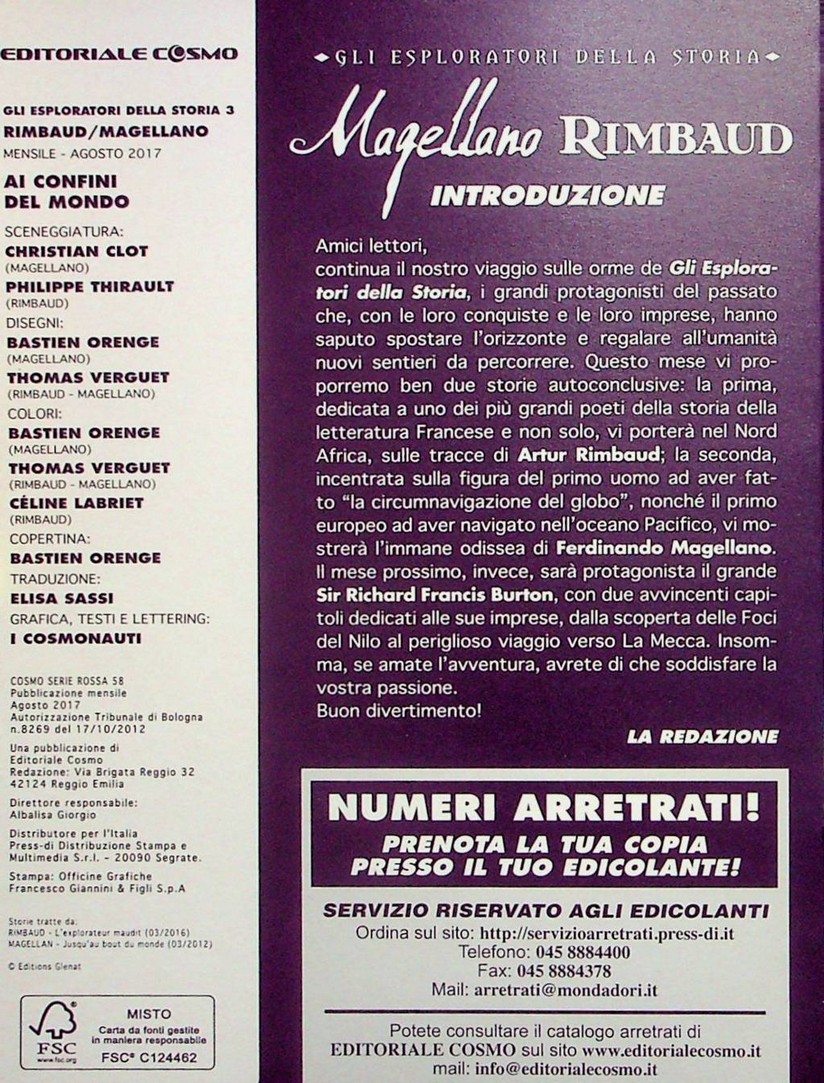 EDITORIALE COSMO
GLI ESPLORATORI DELLA STORIA 3
RIMBAUD/MAGELLANO
MENSILE - AGOSTO 2017
AI CONFINI
DEL MONDO
SCENEGGIATURA:
CHRISTIAN CLOT
(MAGELLANO)
PHILIPPE THIRAULT
(RIMBAUD)
DISEGNI:
BASTIEN ORENGE
(MAGELLANO)
THOMAS VERGUET
(RIMBAUD - MAGELLANO)
COLORI:
BASTIEN ORENGE
(MAGELLANO)
THOMAS VERGUET
(RIMBAUD - MAGELLANO)
CÉLINE LABRIET
(RIMBAUD)
COPERTINA:
BASTIEN ORENGE
TRADUZIONE:
ELISA SASSI
GRAFICA, TESTI E LETTERING:
I COSMONAUTI
COSMO SERIE ROSSA 58
Pubblicazione mensile
Agosto 2017
Autorizzazione Tribunale di Bologna
n.8269 del 17/10/2012
Una pubblicazione di
Editoriale Cosmo
Redazione: Via Brigata Reggio 32
42124 Reggio Emilia
Direttore responsabile:
Albalisa Giorgio
Distributore per l'Italia
Press-di Distribuzione Stampa e
Multimedia S.r.l. - 20090 Segrate.
Stampa: Officine Grafiche
Francesco Giannini & Figli S.p.A
Storie tratte da:
RIMBAUD - L'explorateur maudit (03/2016)
MAGELLAN - Jusqu'au bout du monde (03/2012)
© Editions Glenat
FSC®
www.fsc.org
MISTO
Carta da fonti gestite
in maniera responsabile
FSC® C124462
GLI ESPLORATORI DELLA STORIA
Magellano RIMBAUD
INTRODUZIONE
Amici lettori,
continua il nostro viaggio sulle orme de Gli Esplora-
tori della Storia, i grandi protagonisti del passato
che, con le loro conquiste e le loro imprese, hanno
saputo spostare l'orizzonte e regalare all'umanità
nuovi sentieri da percorrere. Questo mese vi pro-
porremo ben due storie autoconclusive: la prima,
dedicata a uno dei più grandi poeti della storia della
letteratura Francese e non solo, vi porterà nel Nord
Africa, sulle tracce di Artur Rimbaud; la seconda,
incentrata sulla figura del primo uomo ad aver fat-
to “la circumnavigazione del globo”, nonché il primo
europeo ad aver navigato nell'oceano Pacifico, vi mo-
strerà l'immane odissea di Ferdinando Magellano.
Il mese prossimo, invece, sarà protagonista il grande
Sir Richard Francis Burton, con due avvincenti capi-
toli dedicati alle sue imprese, dalla scoperta delle Foci
del Nilo al periglioso viaggio verso La Mecca. Insom-
ma, se amate l'avventura, avrete di che soddisfare la
vostra passione.
Buon divertimento!
LA REDAZIONE
NUMERI ARRETRATI!
PRENOTA LA TUA COPIA
PRESSO IL TUO EDICOLANTE!
SERVIZIO RISERVATO AGLI EDICOLANTI
Ordina sul sito: http://servizioarretrati.press-di.it
Telefono: 045 8884400
Fax: 045 8884378
Mail: arretrati@mondadori.it
Potete consultare il catalogo arretrati di
EDITORIALE COSMO sul sito www.editorialecosmo.it
mail: info@editorialecosmo.it